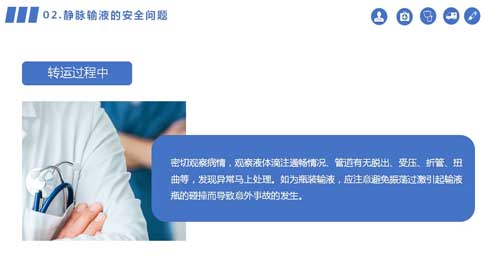 02.静脉输液的安全问题
转运过程中
密切观察病情，观察液体滴注通畅情况、管道有无脱出、受压、折管、扭
曲等，发现异常马上处理。如为瓶装输液，应注意避免振荡过激引起输液
瓶的碰撞而导致意外事故的发生。